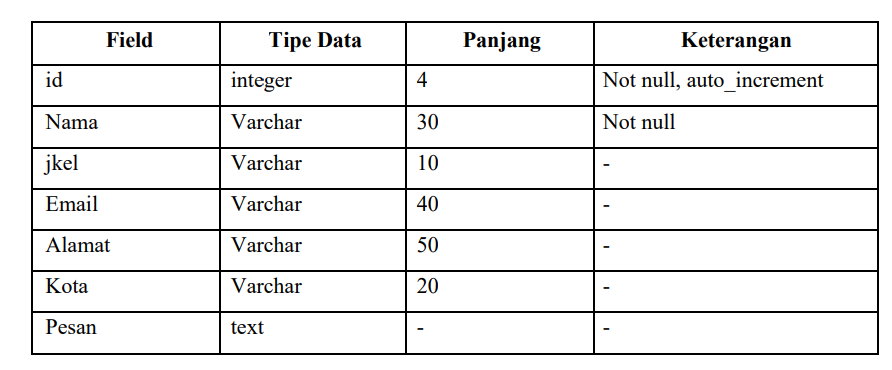 Field Tipe Data Panjang Keterangan
id integer 4 Not null, auto_increment
Nama Varchar 30 Not null
jkel Varchar 10 -
Email Varchar 40 -
Alamat Varchar 50 -
Kota Varchar 20 -
Pesan text - -